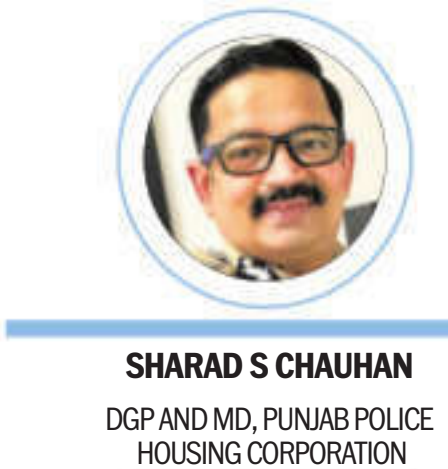 SHARAD S CHAUHAN
DGP AND MD, PUNJAB POLICE
HOUSING CORPORATION